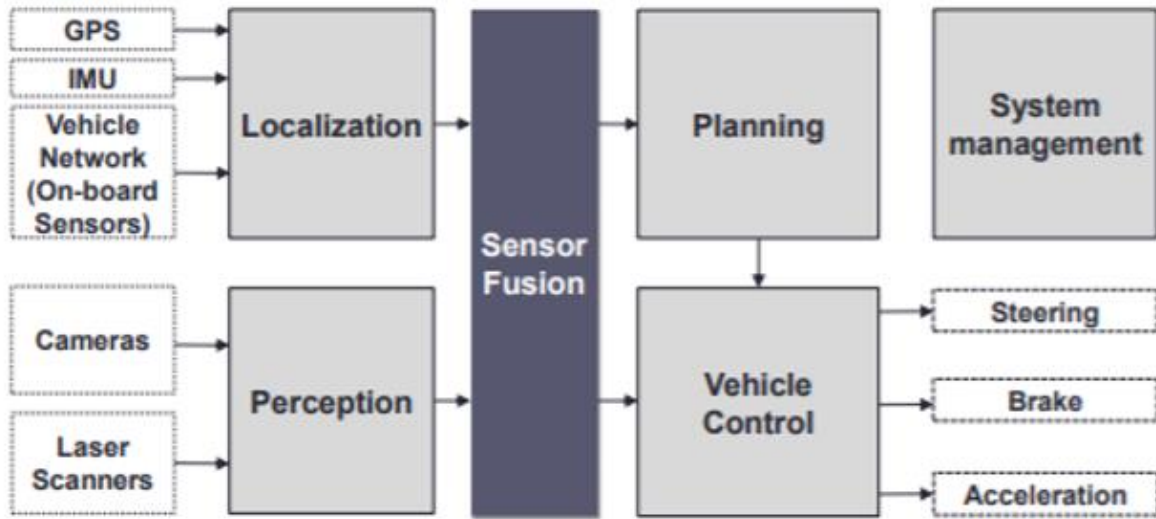 GPS
IMU
Vehicle
Network
(On-board
Sensors)
Localization
Cameras
Laser
Scanners
Perception
Sensor
Fusion
Planning
Vehicle
Control
System
management
Steering
Brake
Acceleration